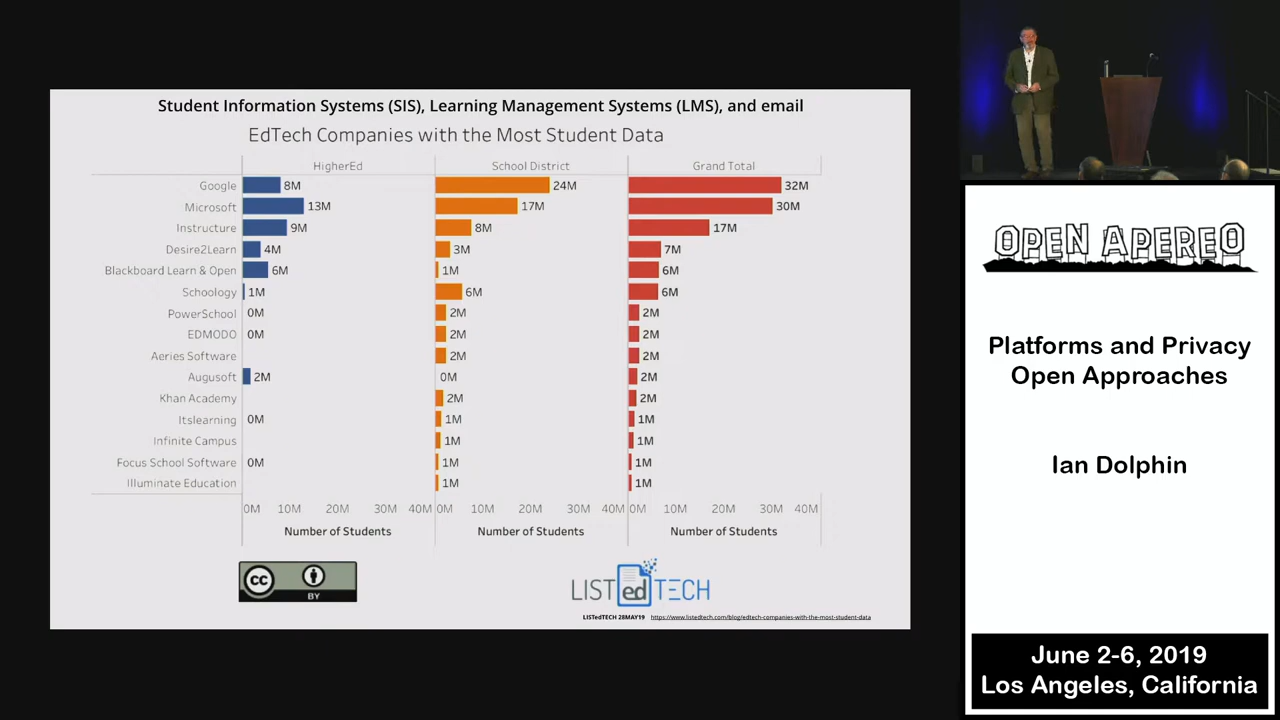 Student Information Systems (SIS), Learning Management Systems (LMS), and email
EdTech Companies with the Most Student Data
HigherEd School District Grand Total
Google 8M 24M 32M
Microsoft 13M 17M 30M
Instructure 9M 8M 17M
Desire2Learn 4M 3M 7M
Blackboard Learn & Open 6M 1M 6M
Schoology 1M 6M 6M
PowerSchool 0M 2M 2M
EDMODO 0M 2M 2M
Aeries Software 2M 2M
Augusoft 2M 0M 2M
Khan Academy 2M 2M
Itslearning 0M 1M 1M
Infinite Campus 1M 1M
Focus School Software 0M 1M 1M
Illuminate Education 1M 1M
0M 10M 20M 30M 40M 0M 10M 20M 30M 40M 0M 10M 20M 30M 40M
Number of Students Number of Students Number of Students
cc BY
LISTedTECH
LISTedTECH 28MAY19 https://www.listedtech.com/blog/edtech-companies-with-the-most-student-data
OPEN APEREO
Platforms and Privacy
Open Approaches
Ian Dolphin
June 2-6, 2019
Los Angeles, California